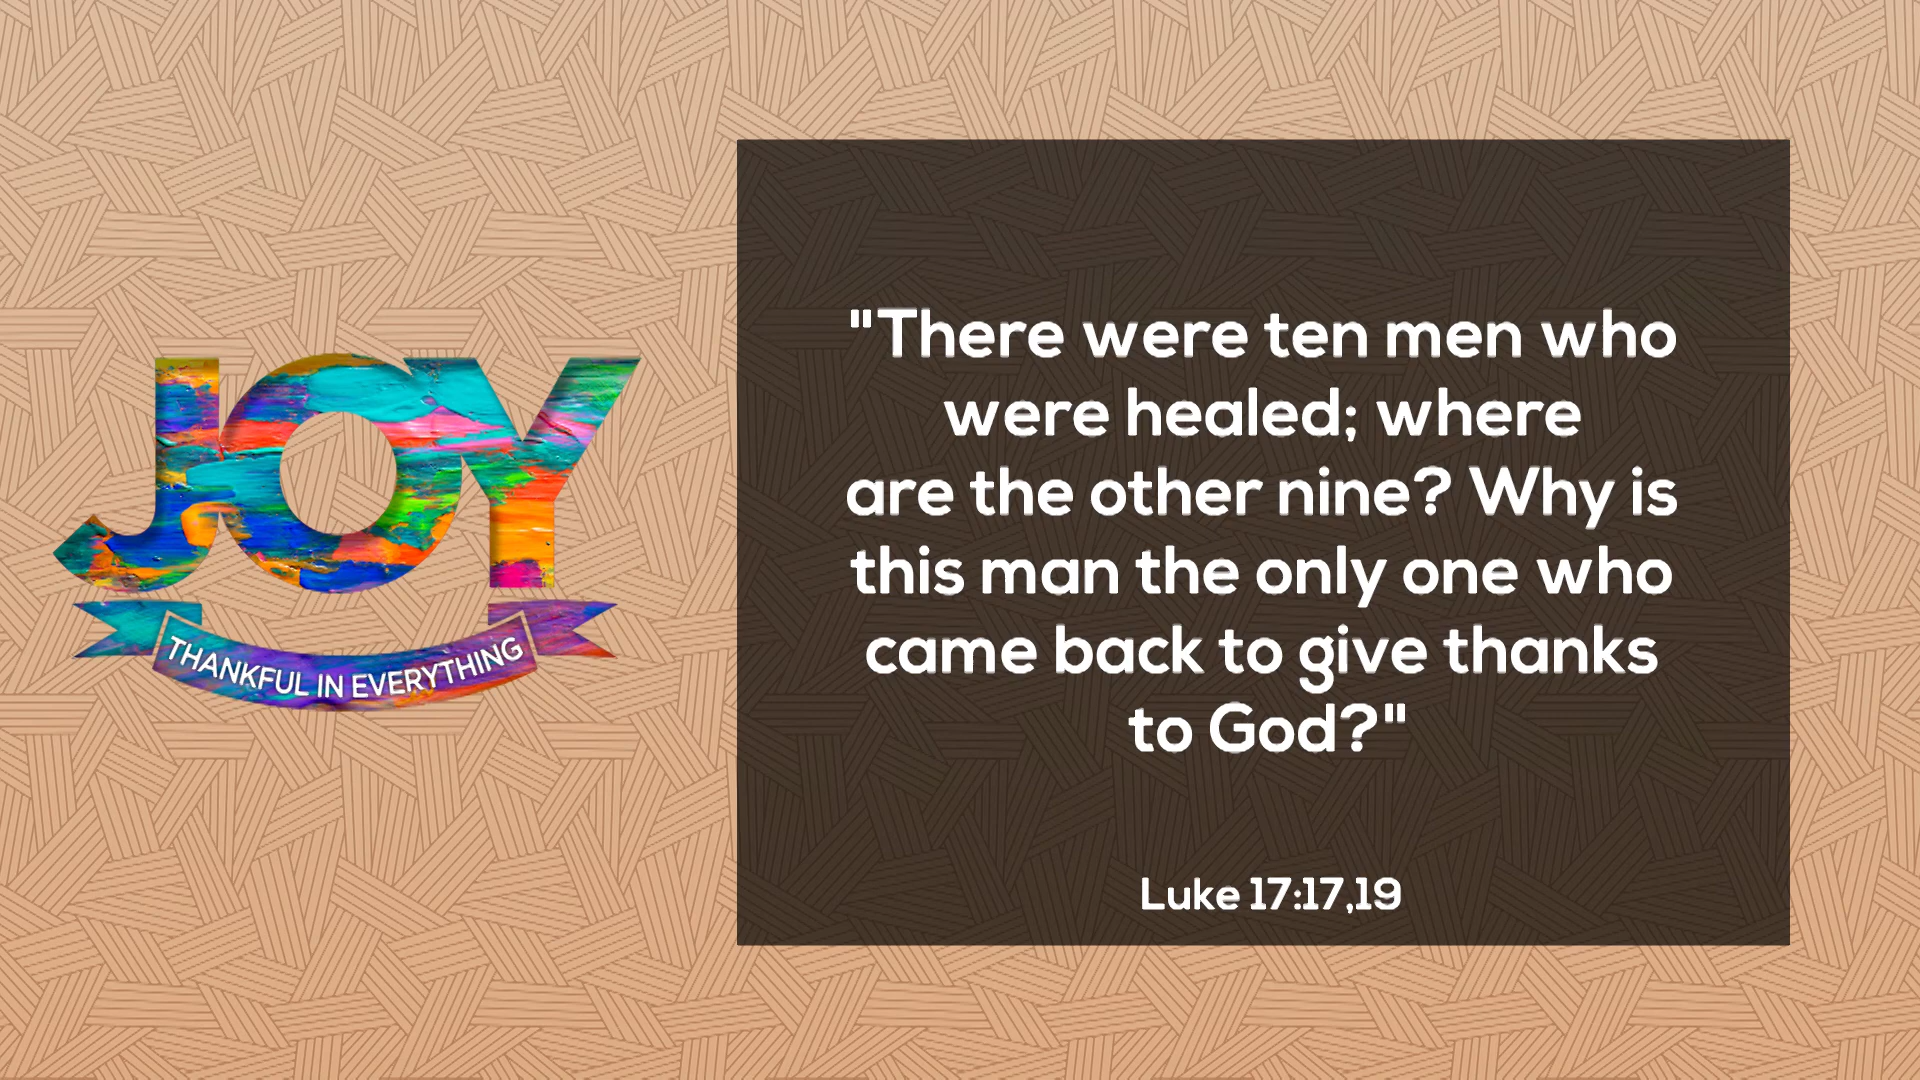 JOY
THANKFUL IN EVERYTHING
"There were ten men who
were healed; where
are the other nine? Why is
this man the only one who
came back to give thanks
to God?"
Luke 17:17,19